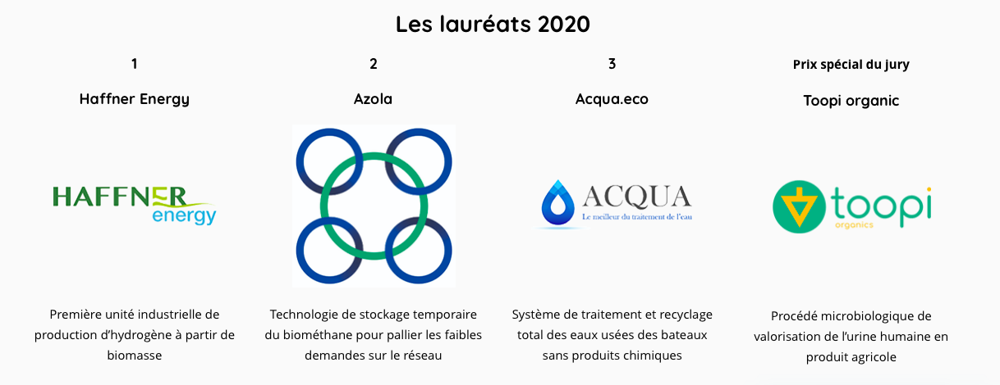 Les lauréats 2020
1
Haffner Energy
HAFFNER
energy
Première unité industrielle de
production d’hydrogène à partir de
biomasse
2
Azola
Technologie de stockage temporaire
du biométhane pour pallier les faibles
demandes sur le réseau
3
Acqua.eco
ACQUA
Le meilleur du traitement de l'eau
Système de traitement et recyclage
total des eaux usées des bateaux
sans produits chimiques
Prix spécial du jury
Toopi organic
toopi
organics
Procédé microbiologique de
valorisation de l’urine humaine en
produit agricole